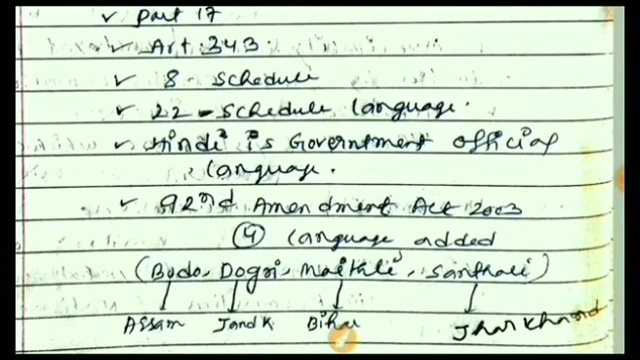 ✓ Part 17
✓ Art 343.
✓ 8 - Schedule
✓ 22 - Schedule language.
✓ Hindi is Government official
language.
✓ 92nd Amendment Act 2003
④ language added
(Bodo, Dogri, Maithli, Santhali)
Assam JandK Bihar Jharkhand